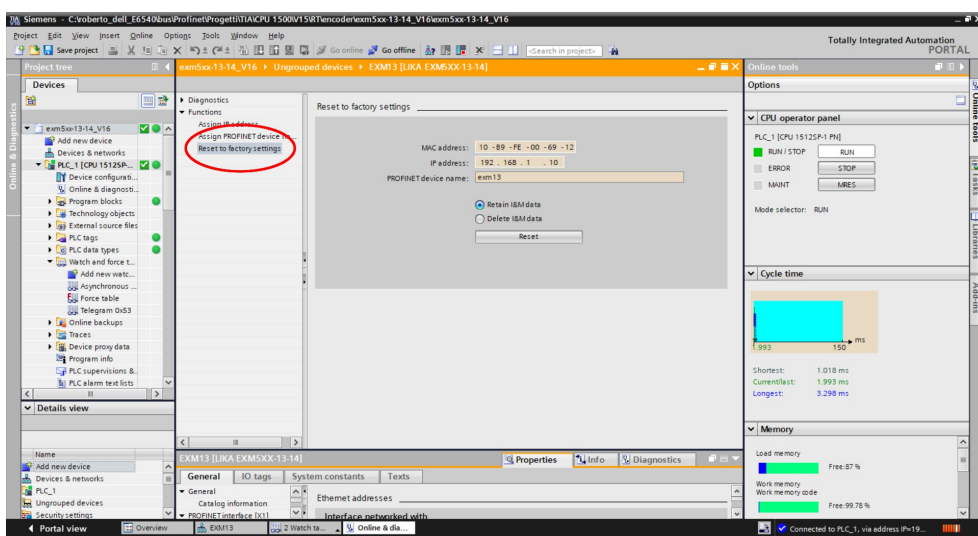 Siemens - C:\roberto_dell_E6540\bus\Profinet\Progetti\TIA\CPU 1500\V15\RTencoder\exm5xx-13-14_V16\exm5xx-13-14_V16
Project Edit View Insert Online Options Tools Window Help
Totally Integrated Automation
PORTAL
Save project
Go online
Go offline
<Search in project>
Project tree
exm5xx-13-14_V16 ▸ Ungrouped devices ▸ EXM13 [LIKA EXM5XX-13-14]
Online tools
Devices
exm5xx-13-14_V16
Add new device
Devices & networks
PLC_1 [CPU 1512SP-...
Device configurati...
Online & diagnosti...
Program blocks
Technology objects
External source files
PLC tags
PLC data types
Watch and force t...
Add new watc...
Asynchronous ...
Force table
Telegram 0x53
Online backups
Traces
Device proxy data
Program info
PLC supervisions &..
PLC alarm text lists
Details view
Name
Add new device
Devices & networks
PLC_1
Ungrouped devices
Security settings
Diagnostics
Functions
Assign IP address
Assign PROFINET device na...
Reset to factory settings
Reset to factory settings
MAC address: 10 -B9 -FE -00 -69 -12
IP address: 192 . 168 . 1 . 10
PROFINET device name: exm13
Retain I&M data
Delete I&M data
Reset
EXM13 [LIKA EXM5XX-13-14]
Properties
Info
Diagnostics
General
IO tags
System constants
Texts
General
Catalog information
PROFINET interface [X1]
Ethernet addresses
Interface networked with
Options
CPU operator panel
PLC_1 [CPU 1512SP-1 PN]
RUN / STOP RUN
ERROR STOP
MAINT MRES
Mode selector: RUN
Cycle time
1.993 150 ms
Shortest: 1.018 ms
Current/last: 1.993 ms
Longest: 3.298 ms
Memory
Load memory
Free:87 %
Work memory
Work memory code
Free:99.78 %
Online & Diagnostics
Online tools
Tasks
Libraries
Add-ins
Portal view
Overview
EXM13
2 Watch ta...
Online & dia...
Connected to PLC_1, via address IP=19...